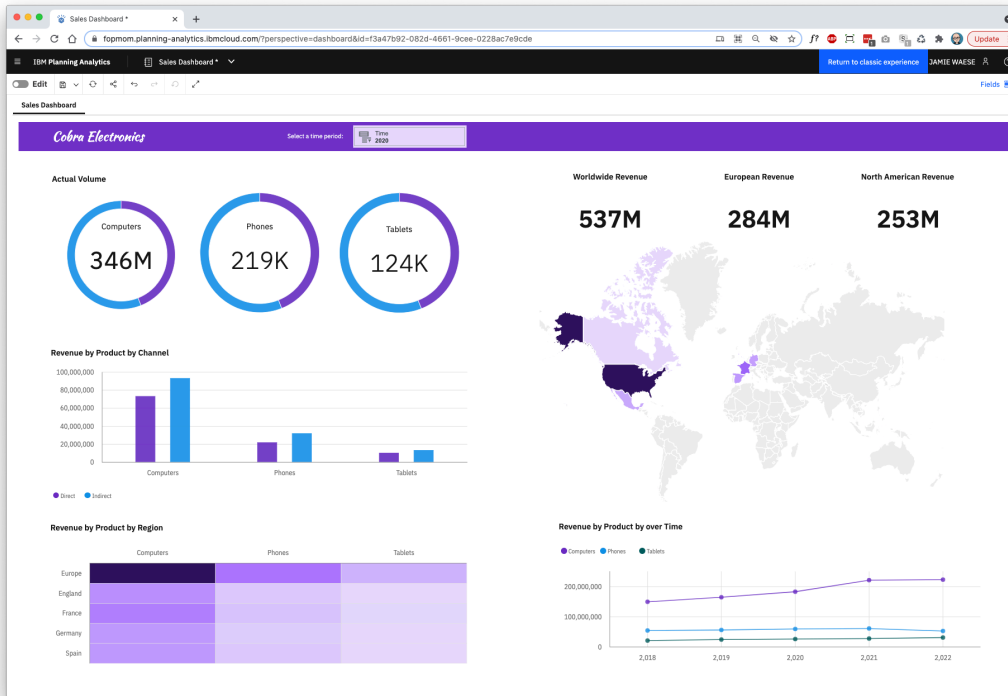 Sales Dashboard *
fopmom.planning-analytics.ibmcloud.com/?perspective=dashboard&id=f3a47b92-082d-4661-9cee-0228ac7e9cde
f?
ABP
Update
IBM Planning Analytics
Sales Dashboard *
Return to classic experience
JAMIE WAESE
Edit
Fields
Sales Dashboard
Cobra Electronics
Select a time period:
Time
2020
Actual Volume
Computers
346M
Phones
219K
Tablets
124K
Worldwide Revenue
537M
European Revenue
284M
North American Revenue
253M
Revenue by Product by Channel
100,000,000
80,000,000
60,000,000
40,000,000
20,000,000
0
Computers Phones Tablets
Direct Indirect
Revenue by Product by Region
Computers Phones Tablets
Europe
England
France
Germany
Spain
Revenue by Product by over Time
Computers Phones Tablets
200,000,000
100,000,000
0
2,018 2,019 2,020 2,021 2,022